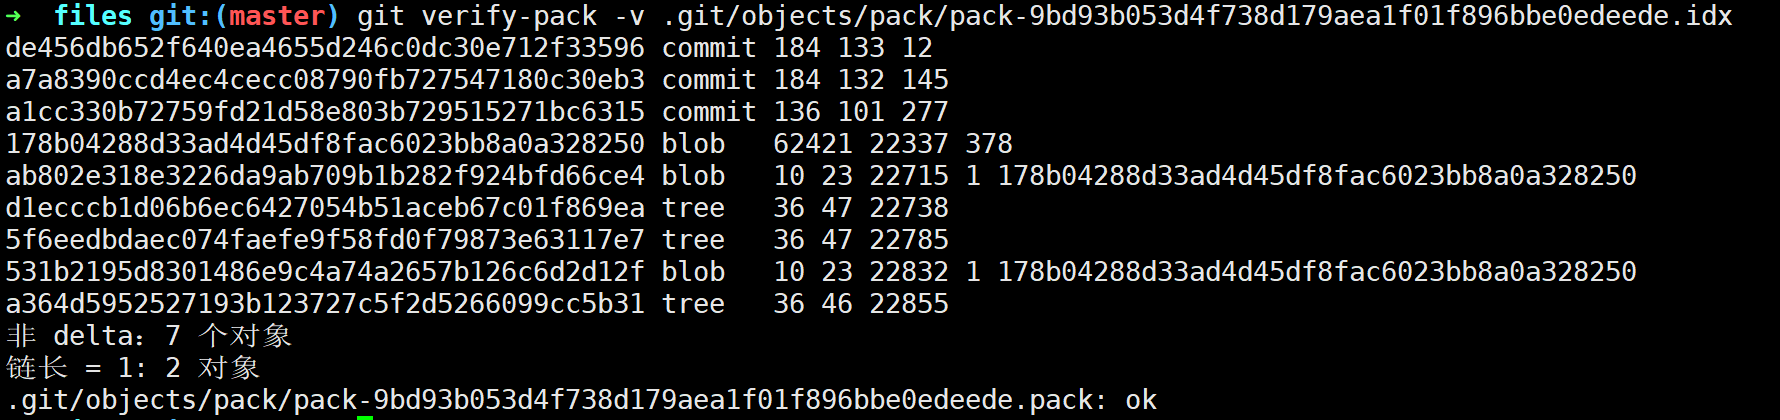 →  files git:(master) git verify-pack -v .git/objects/pack/pack-9bd93b053d4f738d179aea1f01f896bbe0edeede.idx
de456db652f640ea4655d246c0dc30e712f33596 commit 184 133 12
a7a8390ccd4ec4cecc08790fb727547180c30eb3 commit 184 132 145
a1cc330b72759fd21d58e803b729515271bc6315 commit 136 101 277
178b04288d33ad4d45df8fac6023bb8a0a328250 blob   62421 22337 378
ab802e318e3226da9ab709b1b282f924bfd66ce4 blob   10 23 22715 1 178b04288d33ad4d45df8fac6023bb8a0a328250
d1ecccb1d06b6ec6427054b51aceb67c01f869ea tree   36 47 22738
5f6eedbdaec074faefe9f58fd0f79873e63117e7 tree   36 47 22785
531b2195d8301486e9c4a74a2657b126c6d2d12f blob   10 23 22832 1 178b04288d33ad4d45df8fac6023bb8a0a328250
a364d5952527193b123727c5f2d5266099cc5b31 tree   36 46 22855
非 delta：7 个对象
链长 = 1: 2 对象
.git/objects/pack/pack-9bd93b053d4f738d179aea1f01f896bbe0edeede.pack: ok